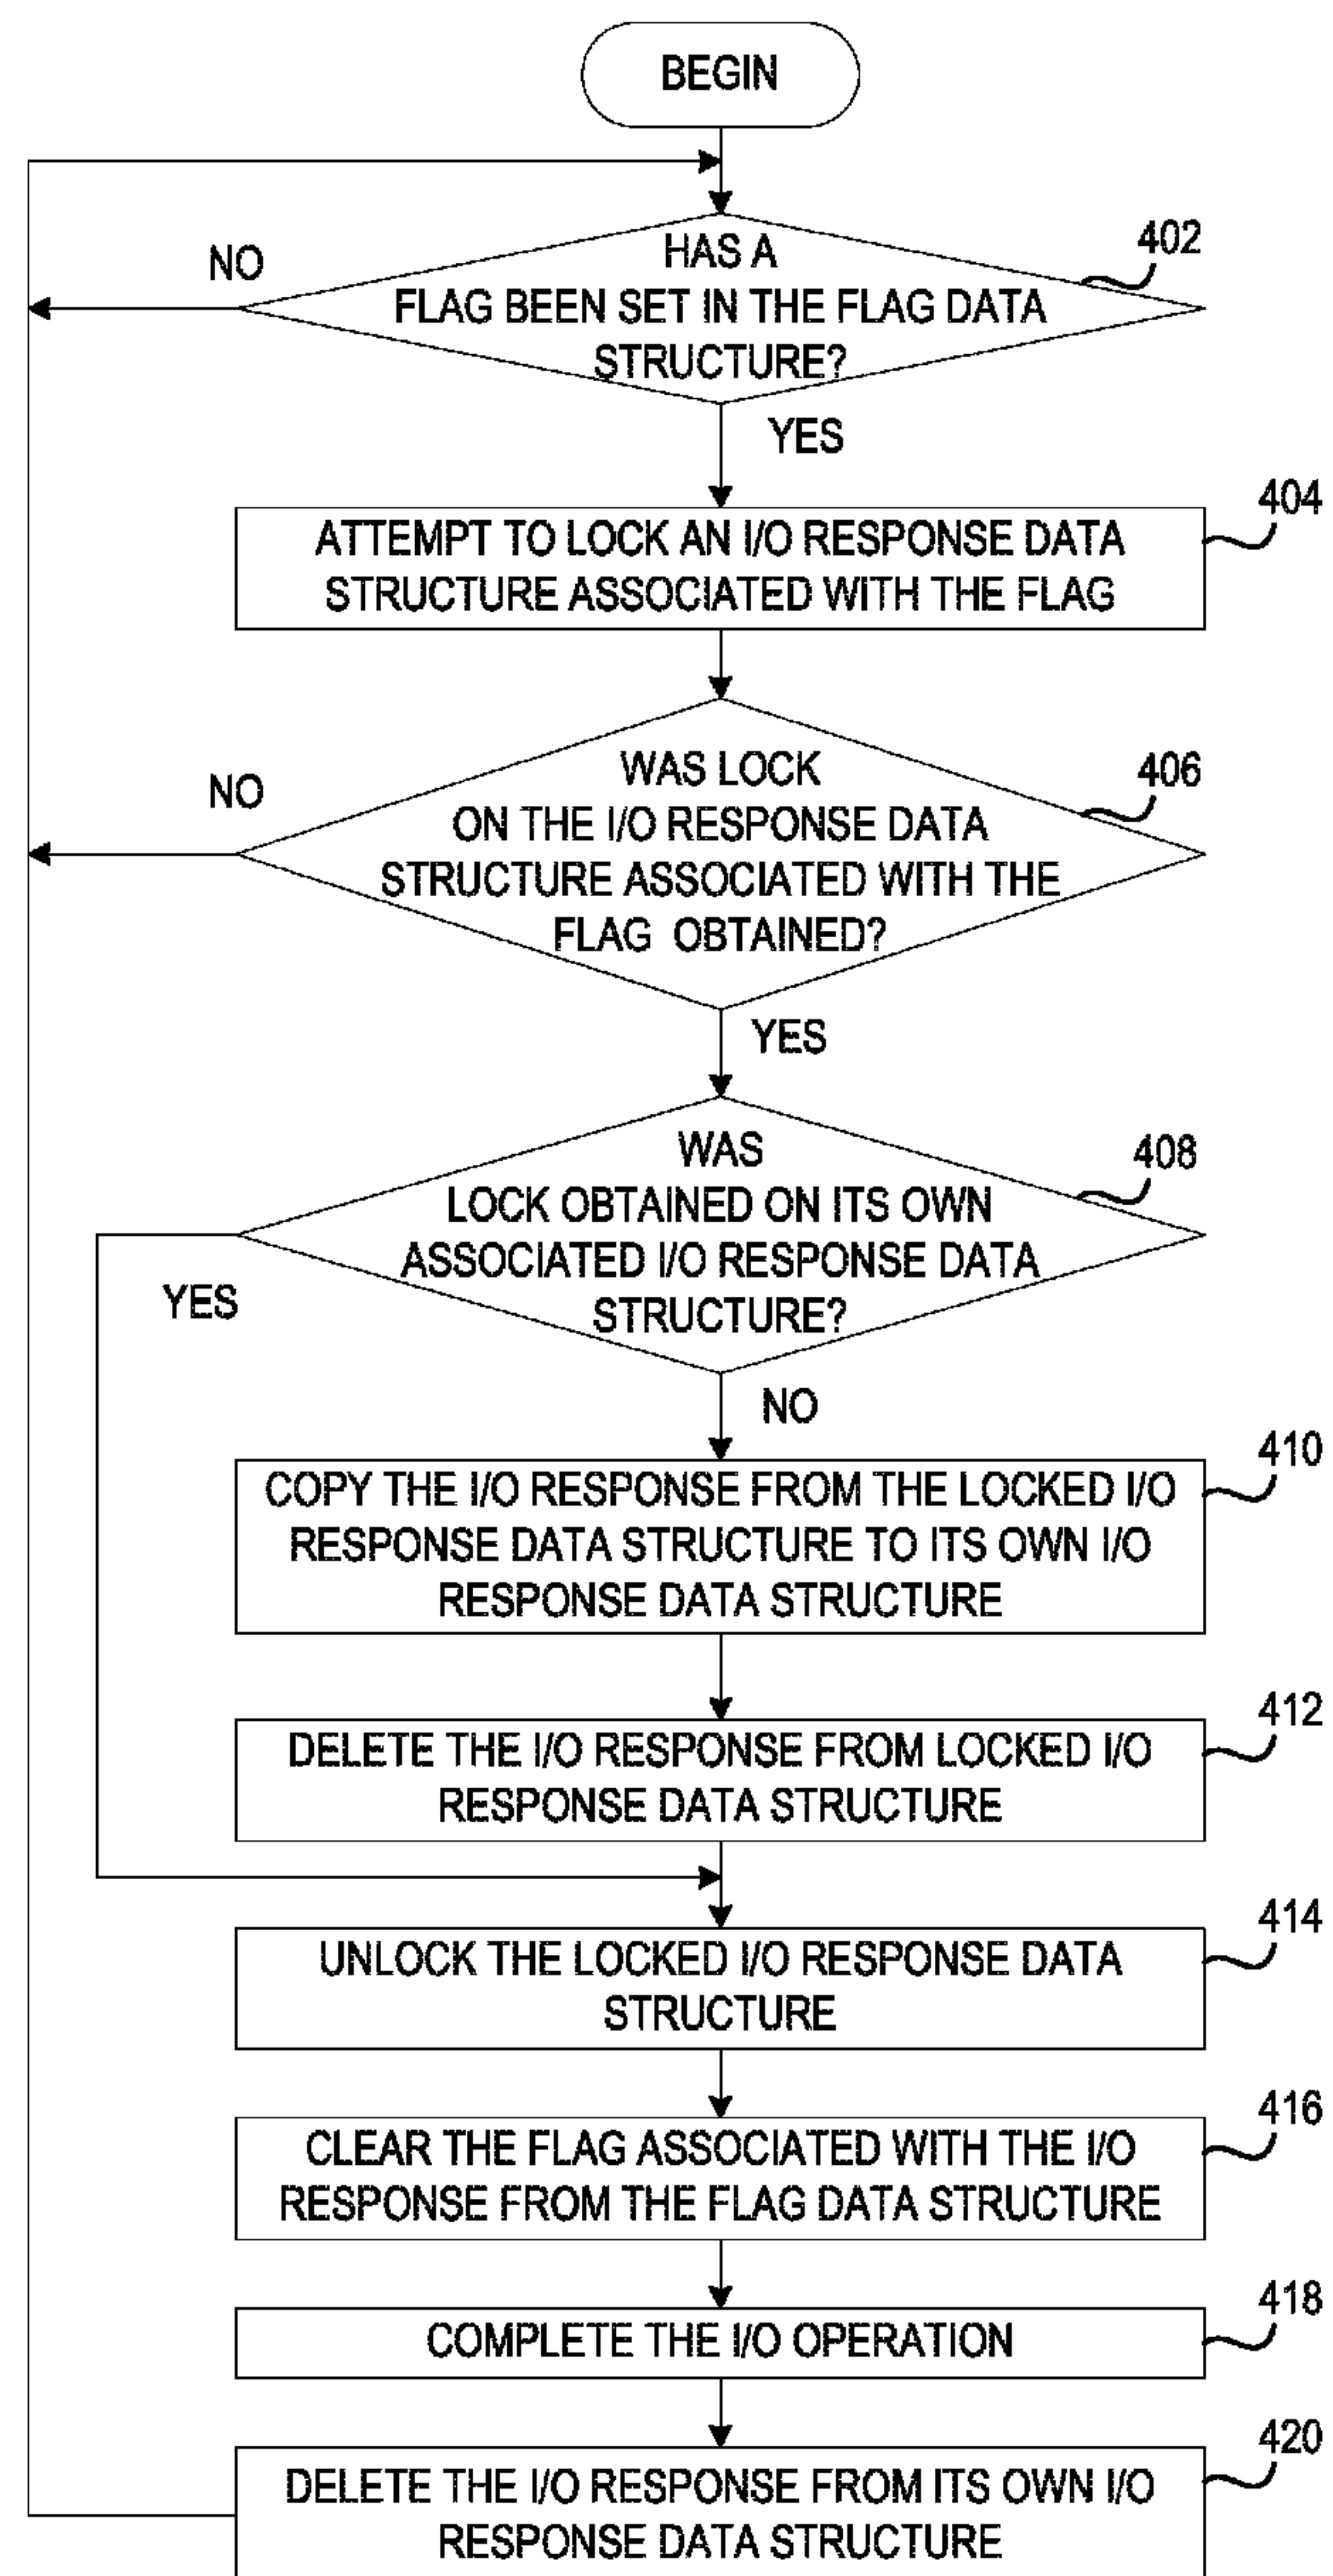 BEGIN
NO
HAS A
FLAG BEEN SET IN THE FLAG DATA
STRUCTURE?
402
YES
ATTEMPT TO LOCK AN I/O RESPONSE DATA
STRUCTURE ASSOCIATED WITH THE FLAG
404
NO
WAS LOCK
ON THE I/O RESPONSE DATA
STRUCTURE ASSOCIATED WITH THE
FLAG OBTAINED?
406
YES
WAS
LOCK OBTAINED ON ITS OWN
ASSOCIATED I/O RESPONSE DATA
STRUCTURE?
408
YES
NO
COPY THE I/O RESPONSE FROM THE LOCKED I/O
RESPONSE DATA STRUCTURE TO ITS OWN I/O
RESPONSE DATA STRUCTURE
410
DELETE THE I/O RESPONSE FROM LOCKED I/O
RESPONSE DATA STRUCTURE
412
UNLOCK THE LOCKED I/O RESPONSE DATA
STRUCTURE
414
CLEAR THE FLAG ASSOCIATED WITH THE I/O
RESPONSE FROM THE FLAG DATA STRUCTURE
416
COMPLETE THE I/O OPERATION
418
DELETE THE I/O RESPONSE FROM ITS OWN I/O
RESPONSE DATA STRUCTURE
420